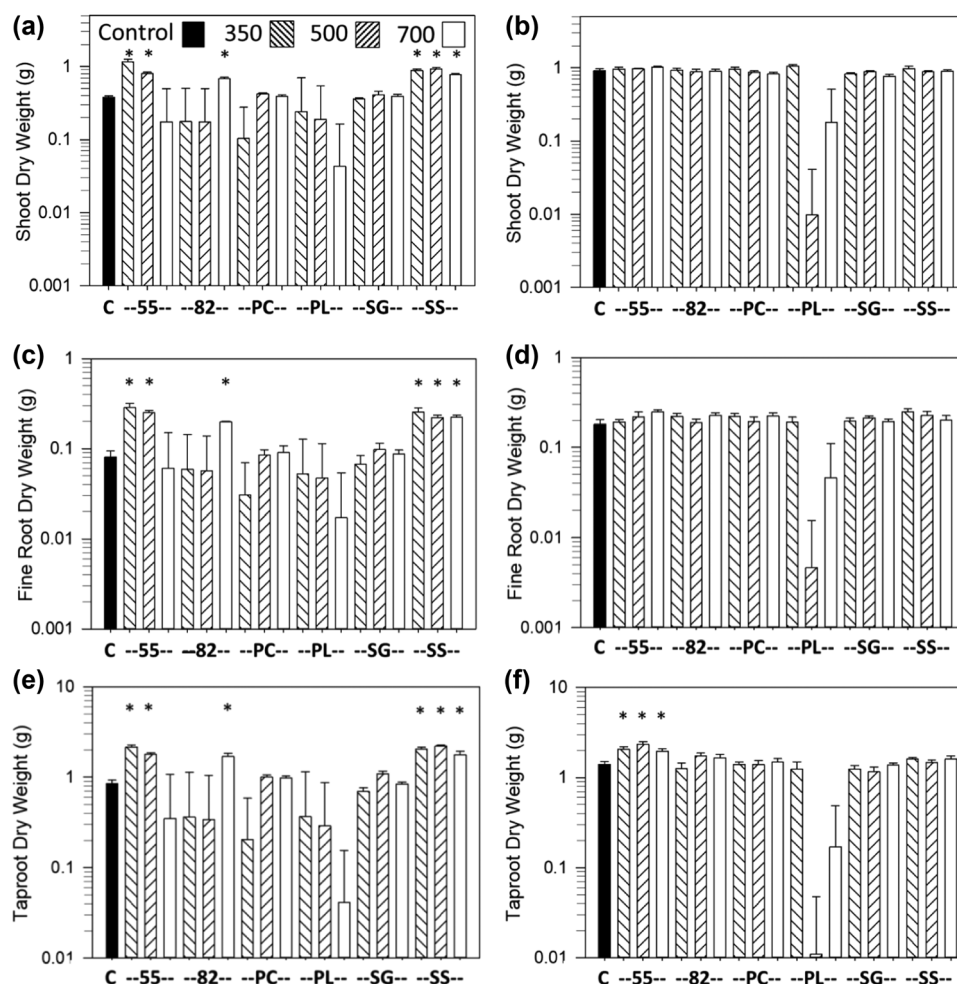 (a)
Control 350 500 700
* * * * * *
Shoot Dry Weight (g)
1
0.1
0.01
0.001
C --55-- --82-- --PC-- --PL-- --SG-- --SS--
(b)
Shoot Dry Weight (g)
1
0.1
0.01
0.001
C --55-- --82-- --PC-- --PL-- --SG-- --SS--
(c)
* * * * * *
Fine Root Dry Weight (g)
1
0.1
0.01
0.001
C --55-- --82-- --PC-- --PL-- --SG-- --SS--
(d)
Fine Root Dry Weight (g)
1
0.1
0.01
0.001
C --55-- --82-- --PC-- --PL-- --SG-- --SS--
(e)
* * * * * *
Taproot Dry Weight (g)
10
1
0.1
0.01
C --55-- --82-- --PC-- --PL-- --SG-- --SS--
(f)
* * *
Taproot Dry Weight (g)
10
1
0.1
0.01
C --55-- --82-- --PC-- --PL-- --SG-- --SS--